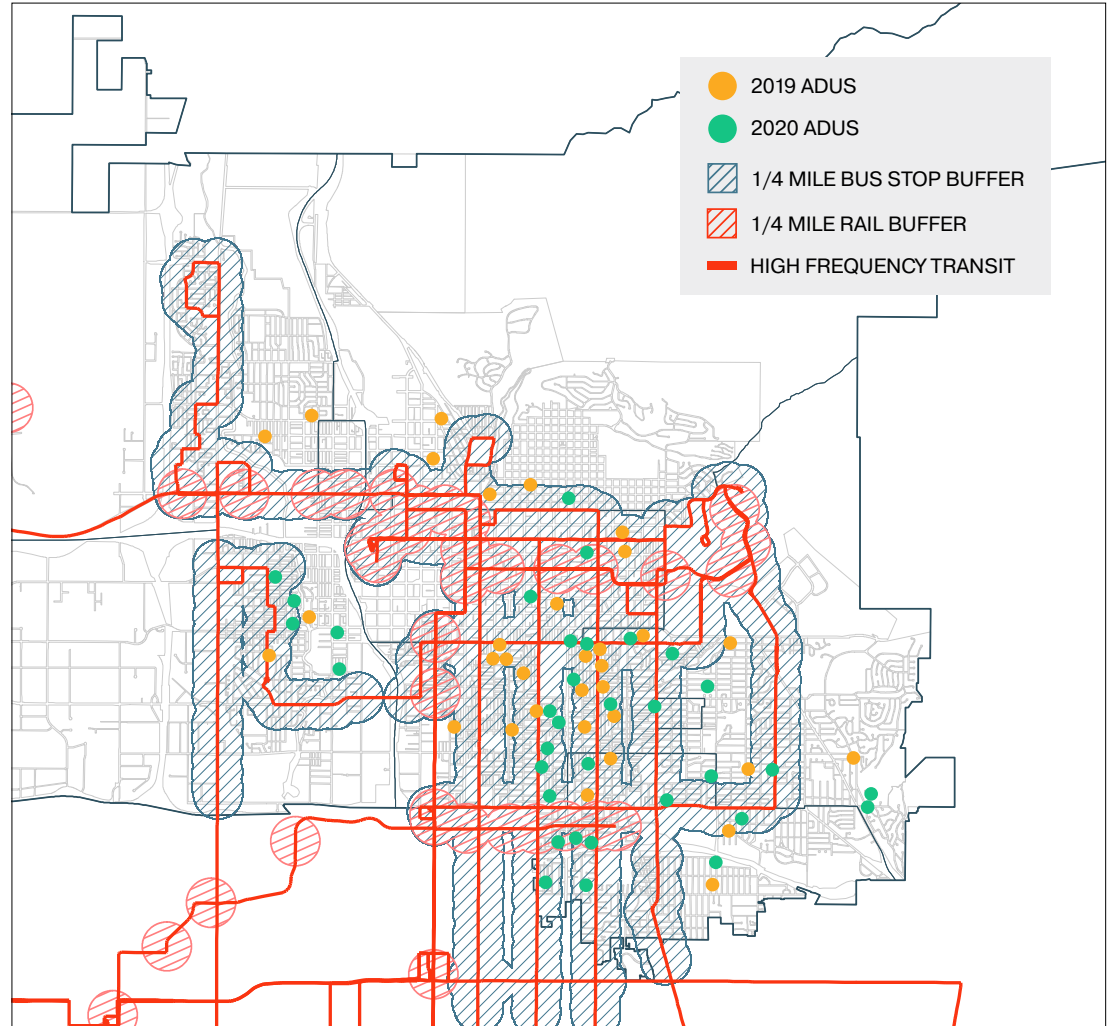 2019 ADUS
2020 ADUS
1/4 MILE BUS STOP BUFFER
1/4 MILE RAIL BUFFER
HIGH FREQUENCY TRANSIT